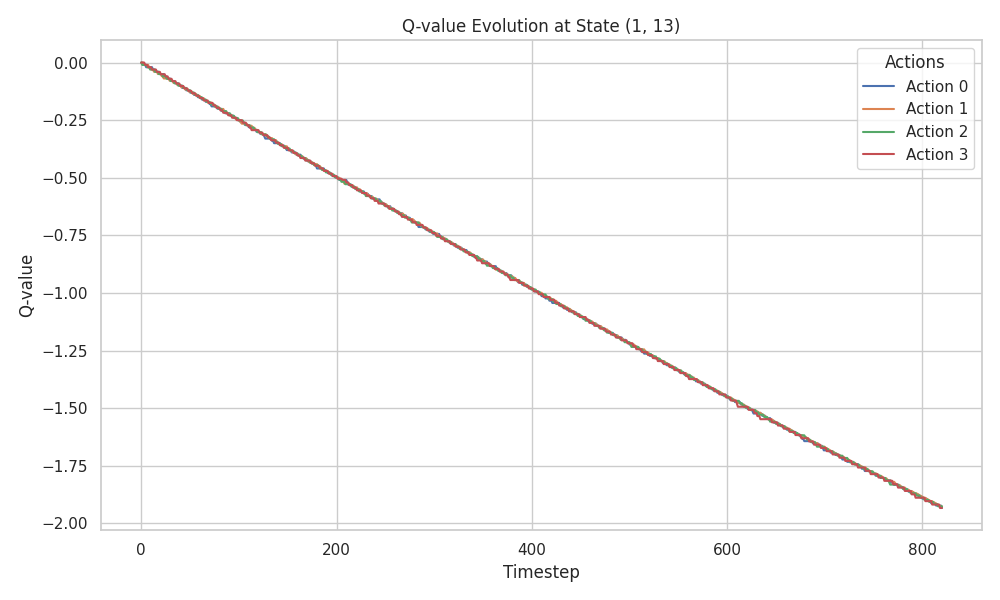 Q-value Evolution at State (1, 13)
Actions
Action 0
Action 1
Action 2
Action 3
Q-value
0.00
−0.25
−0.50
−0.75
−1.00
−1.25
−1.50
−1.75
−2.00
0 200 400 600 800
Timestep